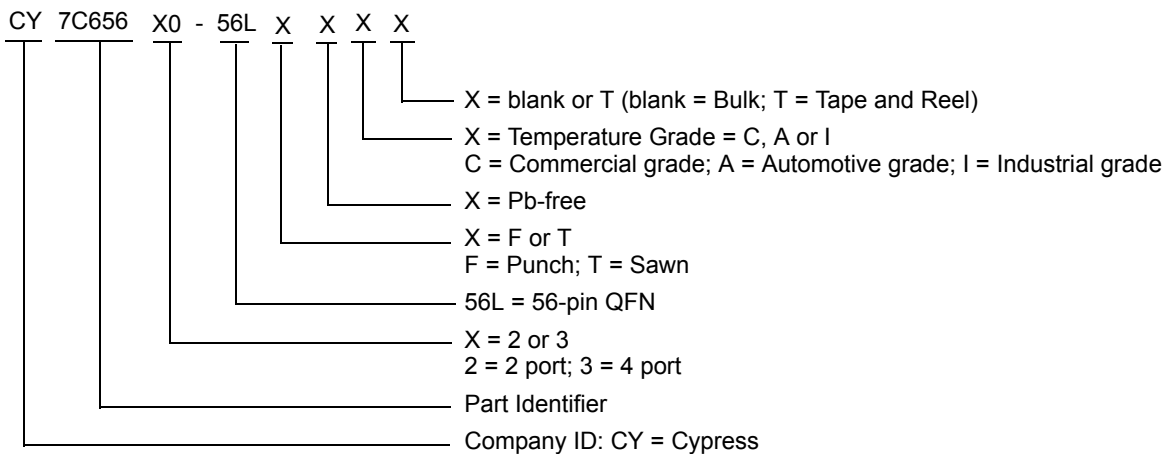 CY 7C656 X0 - 56L X X X X
X = blank or T (blank = Bulk; T = Tape and Reel)
X = Temperature Grade = C, A or I
C = Commercial grade; A = Automotive grade; I = Industrial grade
X = Pb-free
X = F or T
F = Punch; T = Sawn
56L = 56-pin QFN
X = 2 or 3
2 = 2 port; 3 = 4 port
Part Identifier
Company ID: CY = Cypress